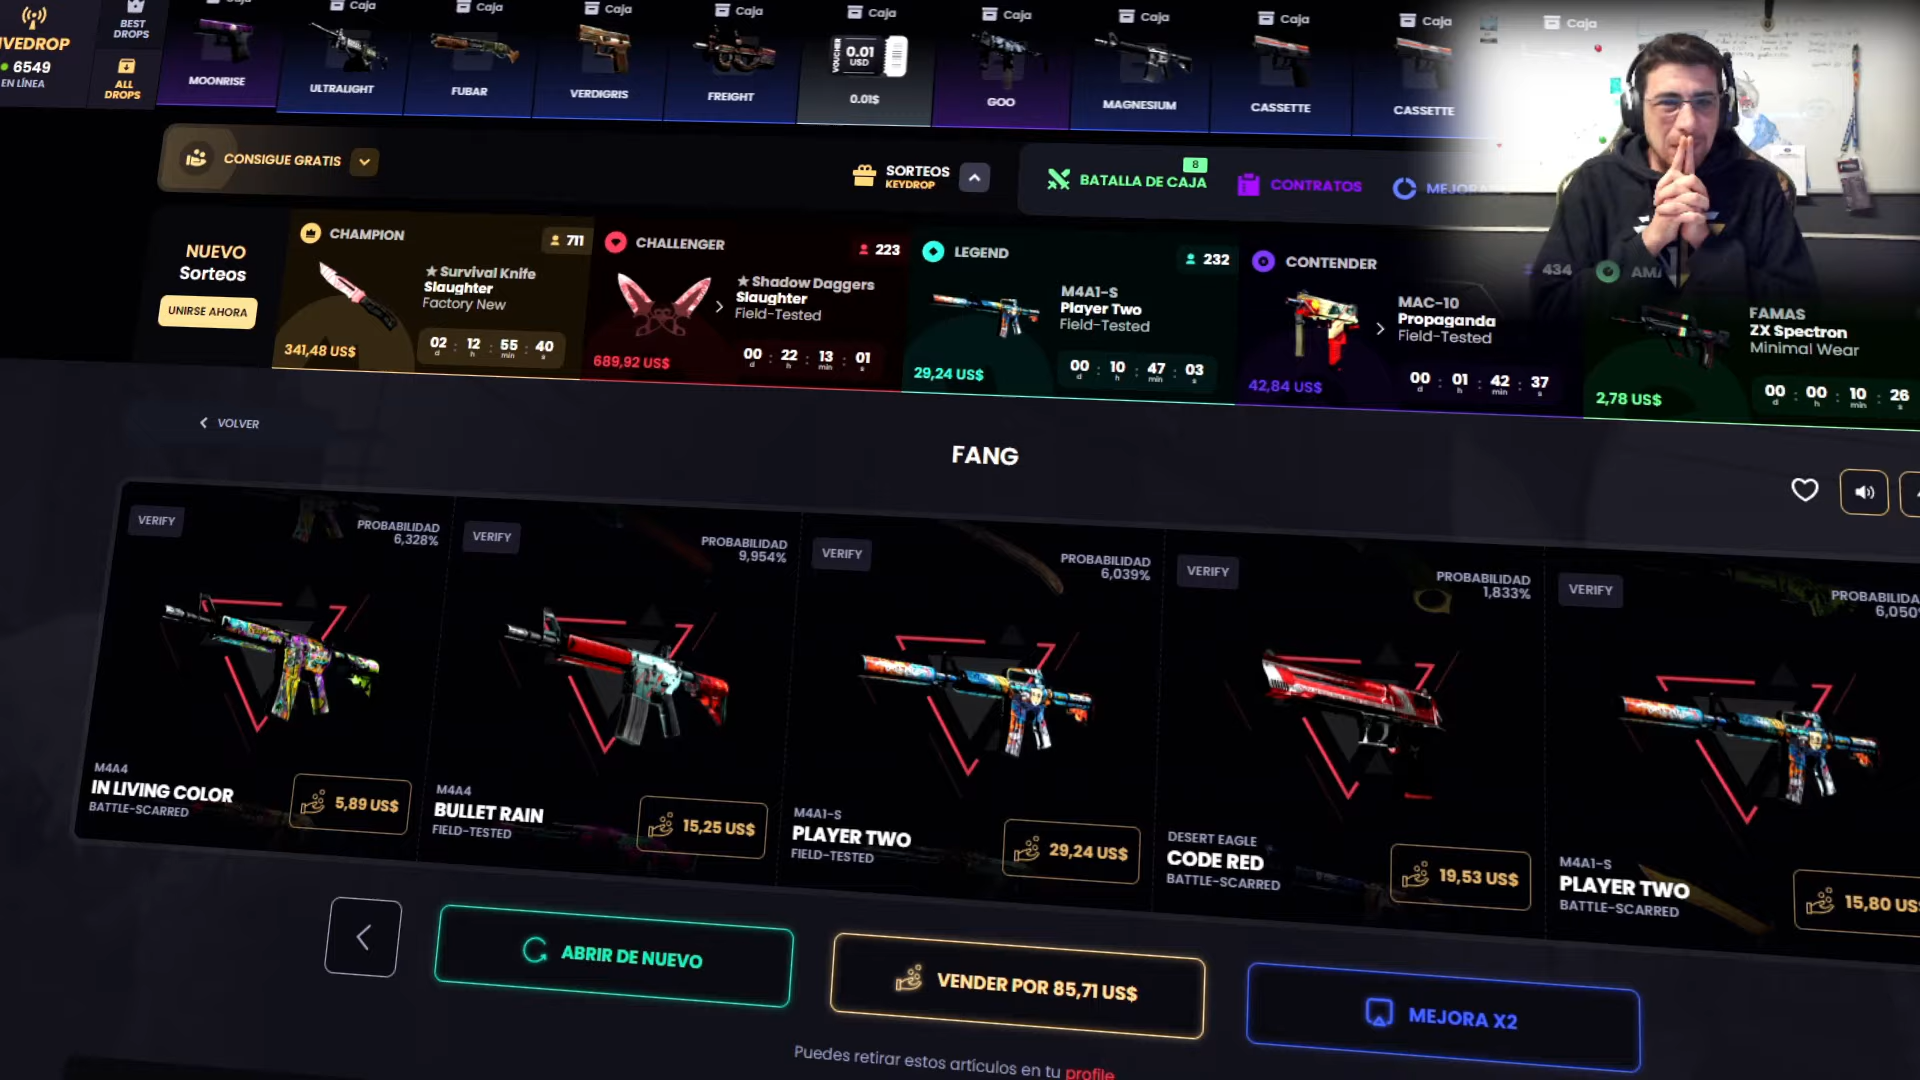 Caja
Caja
Caja
Caja
Caja
Caja
Caja
Caja
Caja
Caja
BEST
DROPS
6549
EN LÍNEA
ALL
DROPS
MOONRISE
ULTRALIGHT
FUBAR
VERDIGRIS
FREIGHT
VOUCHER
0.01
USD
0.01$
GOO
MAGNESIUM
CASSETTE
CASSETTE
CONSIGUE GRATIS
SORTEOS
KEYDROP
8
BATALLA DE CAJA
CONTRATOS
NUEVO
Sorteos
UNIRSE AHORA
CHAMPION
711
★ Survival Knife
Slaughter
Factory New
341,48 US$
02 : 12 : 55 : 40
d h min s
CHALLENGER
223
★ Shadow Daggers
Slaughter
Field-Tested
689,92 US$
00 : 22 : 13 : 01
d h min s
LEGEND
232
M4A1-S
Player Two
Field-Tested
29,24 US$
00 : 10 : 47 : 03
d h min s
CONTENDER
434
MAC-10
Propaganda
Field-Tested
42,84 US$
00 : 01 : 42 : 37
d h min s
FAMAS
ZX Spectron
Minimal Wear
2,78 US$
00 : 00 : 10 : 26
d h min s
VOLVER
FANG
VERIFY
PROBABILIDAD
6,328%
M4A4
IN LIVING COLOR
BATTLE-SCARRED
5,89 US$
VERIFY
PROBABILIDAD
9,954%
M4A4
BULLET RAIN
FIELD-TESTED
15,25 US$
VERIFY
PROBABILIDAD
6,039%
M4A1-S
PLAYER TWO
FIELD-TESTED
29,24 US$
VERIFY
PROBABILIDAD
1,833%
DESERT EAGLE
CODE RED
BATTLE-SCARRED
19,53 US$
VERIFY
M4A1-S
PLAYER TWO
BATTLE-SCARRED
ABRIR DE NUEVO
VENDER POR 85,71 US$
MEJORA X2
Puedes retirar estos artículos en tu profile